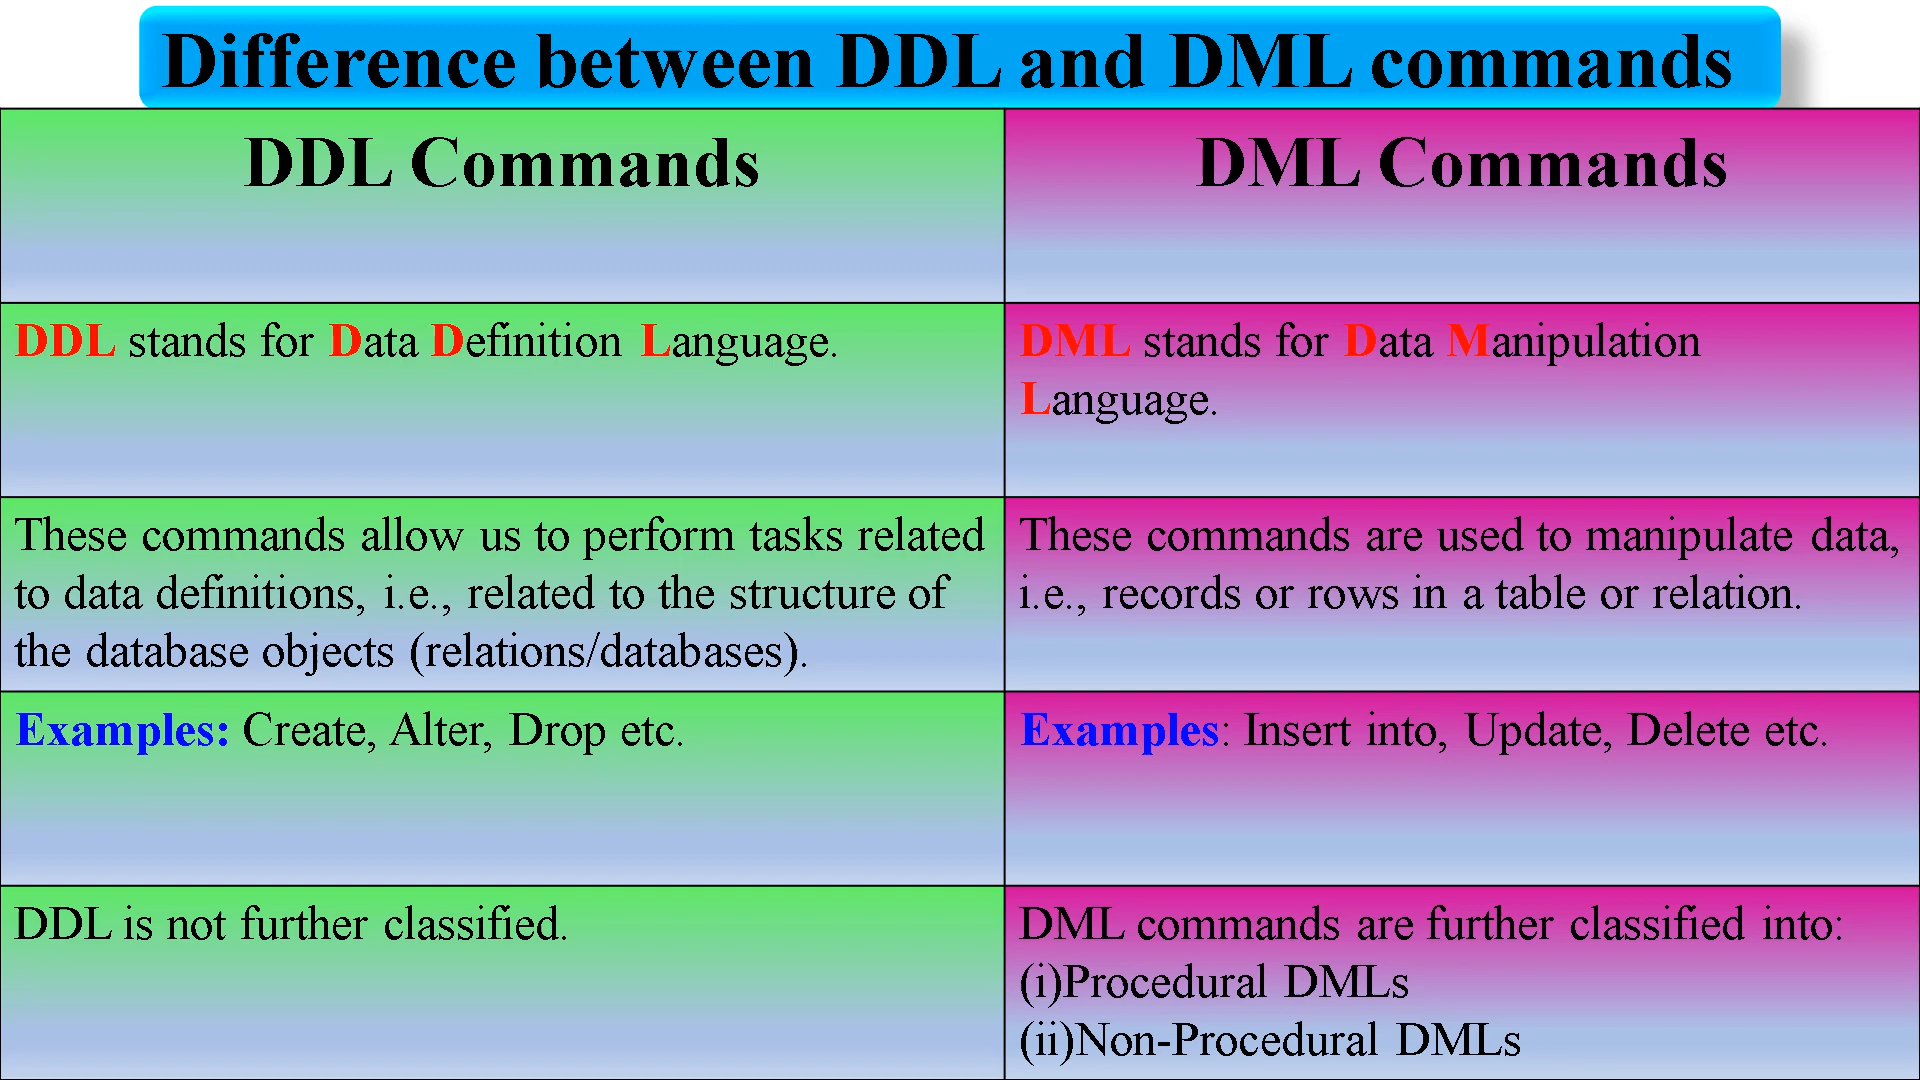 Difference between DDL and DML commands
DDL Commands
DML Commands
DDL stands for Data Definition Language.
DML stands for Data Manipulation
Language.
These commands allow us to perform tasks related
to data definitions, i.e., related to the structure of
the database objects (relations/databases).
These commands are used to manipulate data,
i.e., records or rows in a table or relation.
Examples: Create, Alter, Drop etc.
Examples: Insert into, Update, Delete etc.
DDL is not further classified.
DML commands are further classified into:
(i)Procedural DMLs
(ii)Non-Procedural DMLs